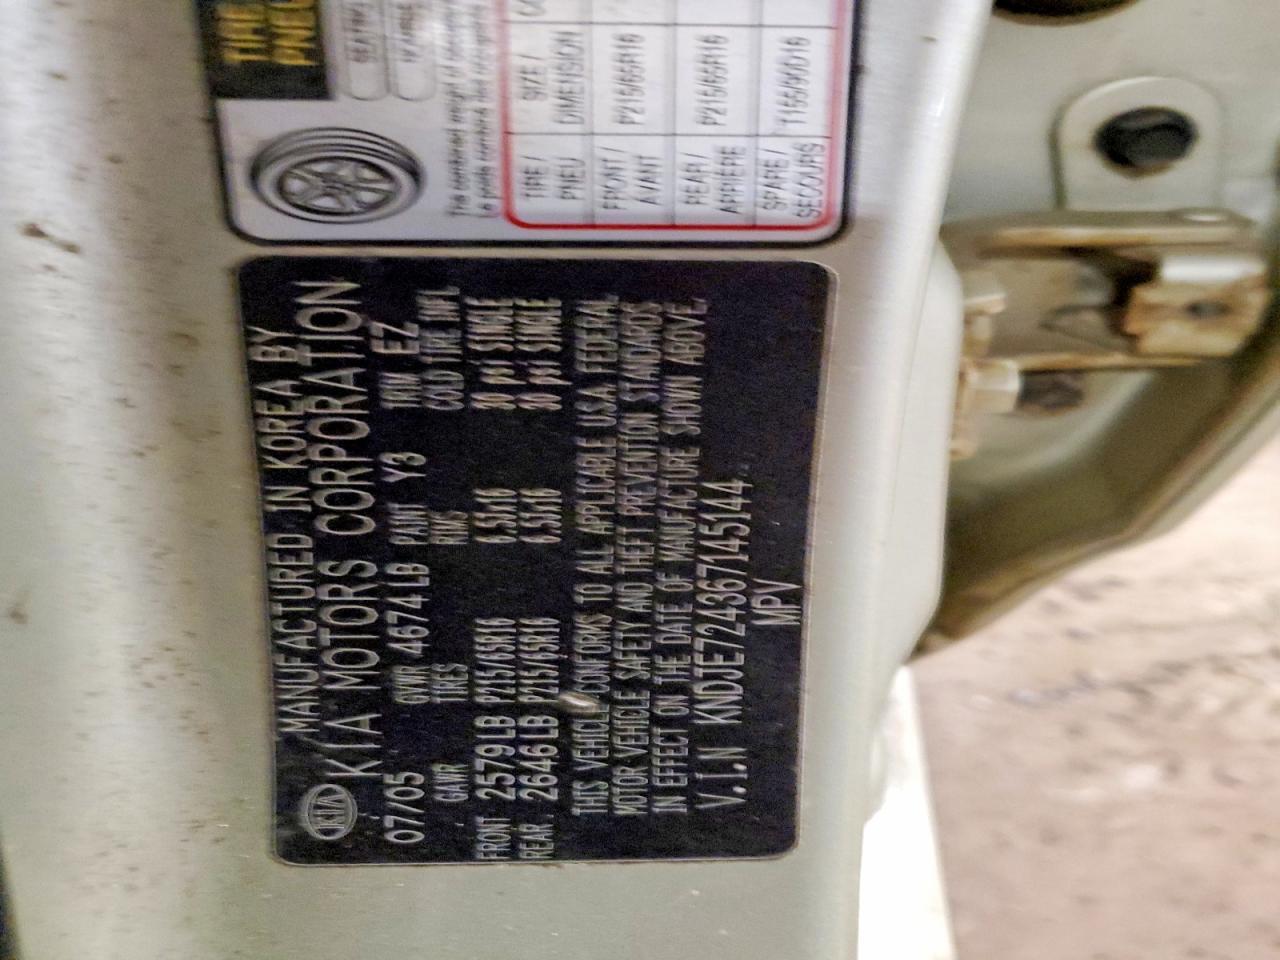 TIRE /
PNEU
SIZE /
DIMENSION
FRONT /
AVANT
P215/65R16
REAR /
ARRIERE
P215/65R16
SPARE /
SECOURS
T155/90D16
KIA
MANUFACTURED IN KOREA BY
KIA MOTORS CORPORATION
07/05 GVWR 4674LB PAINT Y3 TRIM EZ
GAWR TIRES RIMS COLD TIRE INFL.
FRONT 2579LB P215/65R16 6.5Jx16 30 psi SINGLE
REAR 2646LB P215/65R16 6.5Jx16 30 psi SINGLE
THIS VEHICLE CONFORMS TO ALL APPLICABLE U.S.A. FEDERAL
MOTOR VEHICLE SAFETY AND THEFT PREVENTION STANDARDS
IN EFFECT ON THE DATE OF MANUFACTURE SHOWN ABOVE.
V.I.N KNDJE724367145144
MPV